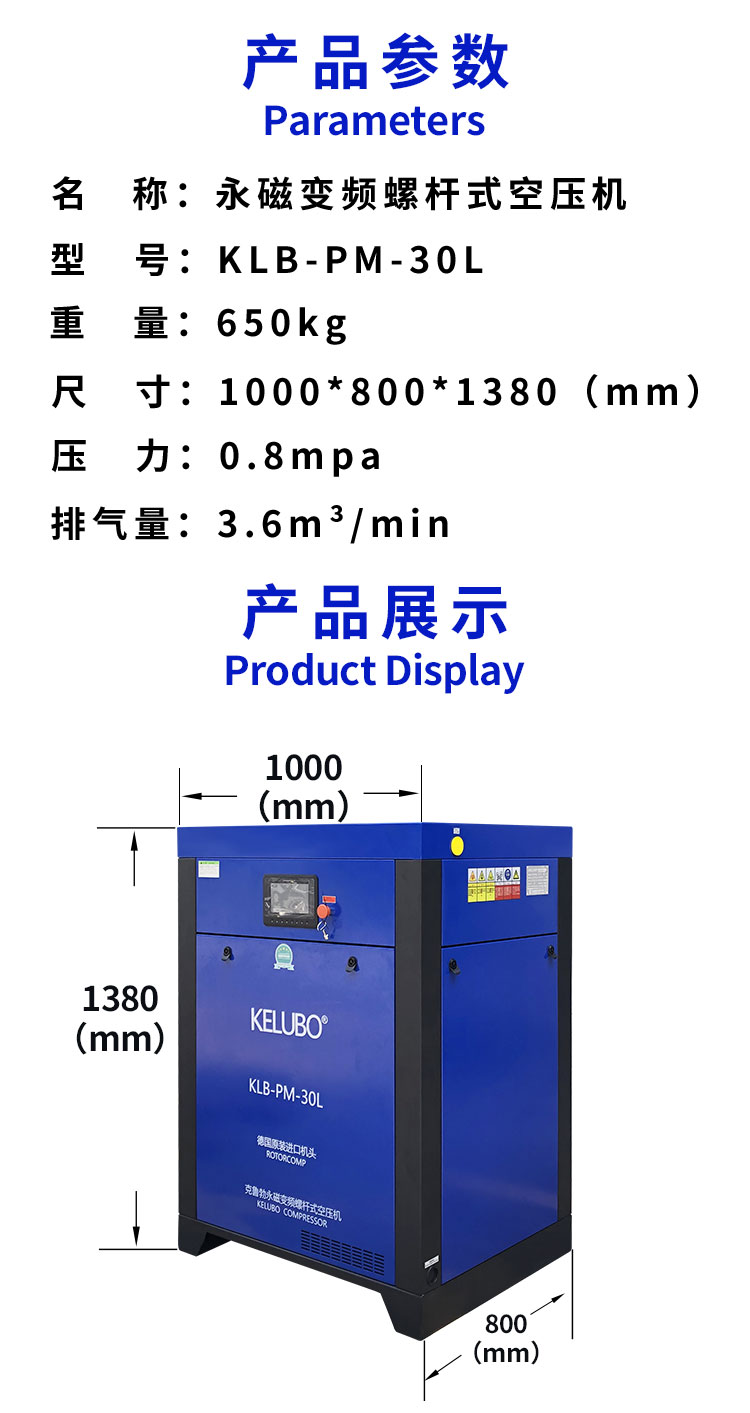 产品参数
Parameters
名 称：永磁变频螺杆式空压机
型 号：KLB-PM-30L
重 量：650kg
尺 寸：1000*800*1380（mm）
压 力：0.8mpa
排气量：3.6m³/min
产品展示
Product Display
1000
（mm）
1380
（mm）
KELUBO®
KLB-PM-30L
德国原装进口机头
ROTORCOMP
克鲁勃永磁变频螺杆式空压机
KELUBO COMPRESSOR
800
（mm）